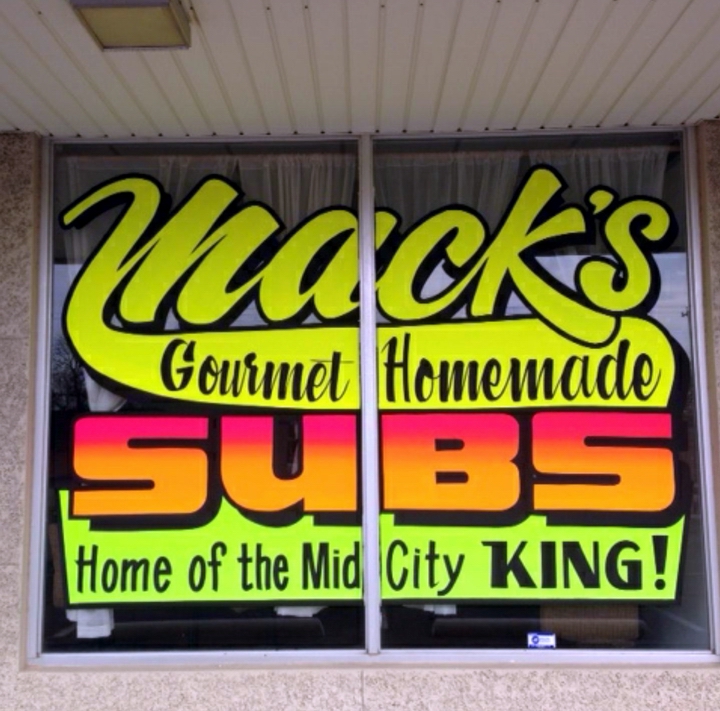 Mack's
Gourmet Homemade
SUBS
Home of the Mid City KING!